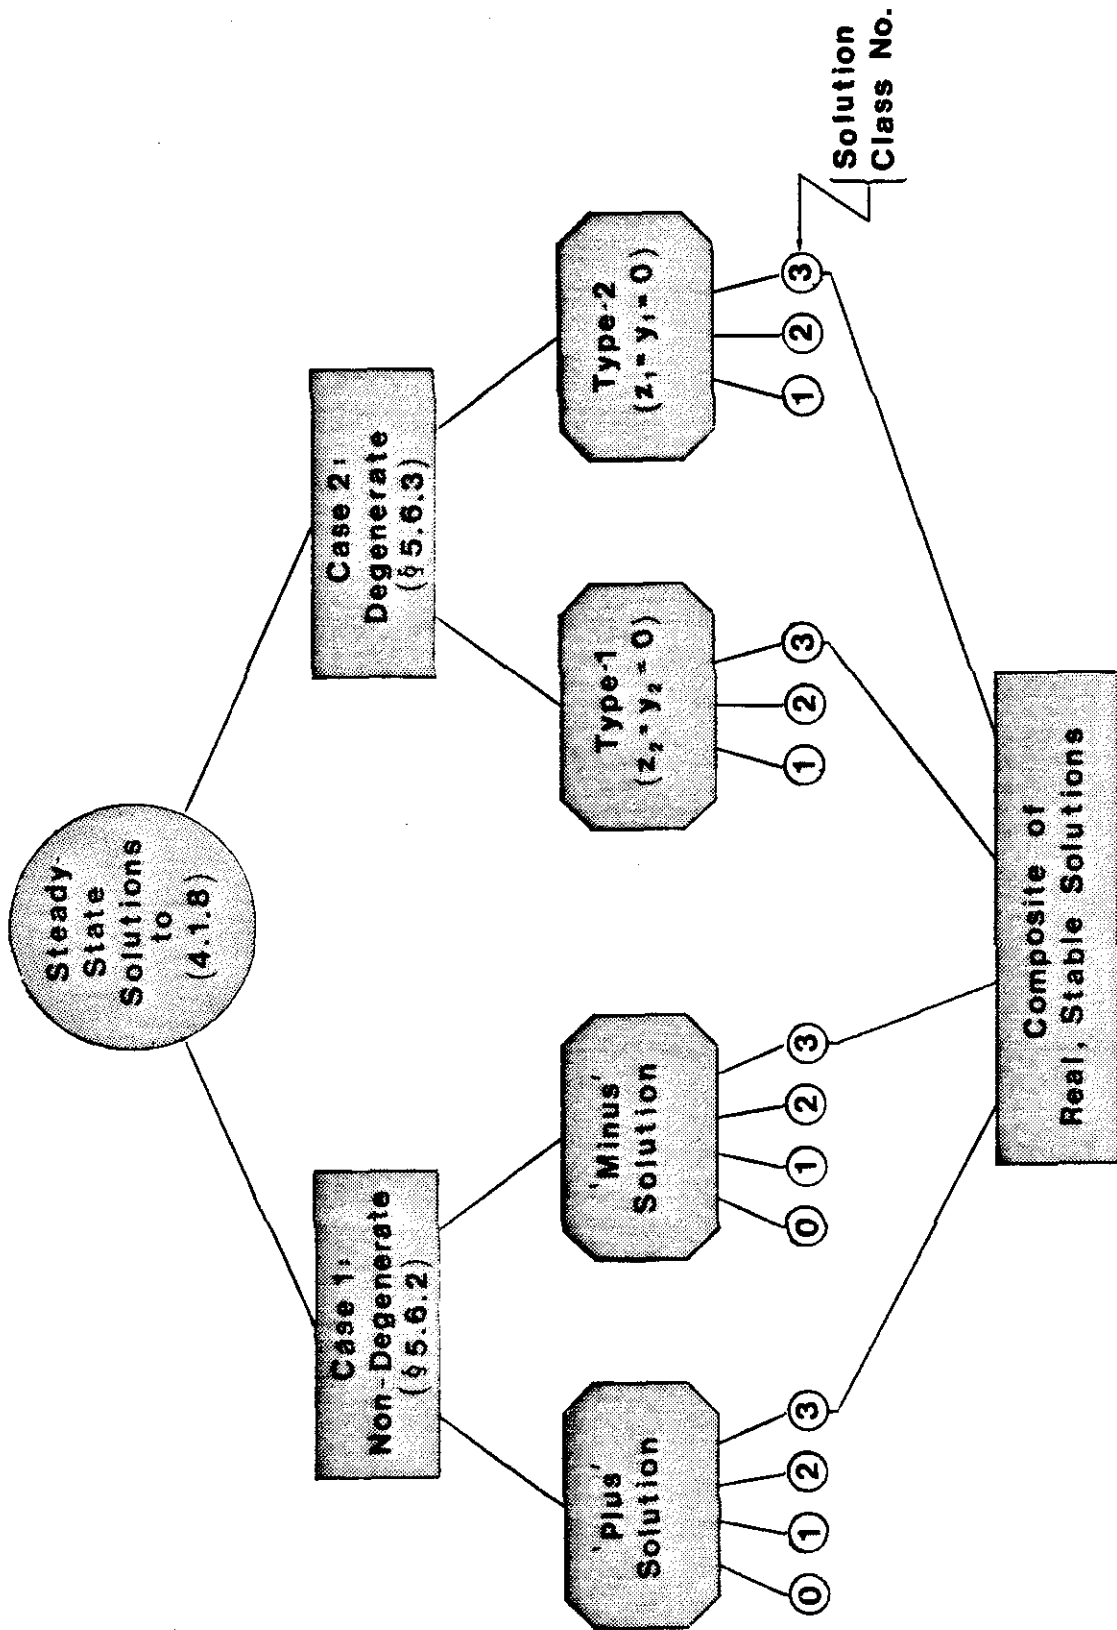 Steady-
State
Solutions
to
(4.1.8)
Case 1:
Non-Degenerate
(§5.6.2)
Case 2:
Degenerate
(§5.6.3)
'Plus'
Solution
'Minus'
Solution
Type-1
(z₂=y₂=0)
Type-2
(z₁=y₁=0)
0 1 2 3
0 1 2 3
1 2 3
1 2 3
Solution
Class No.
Composite of
Real, Stable Solutions